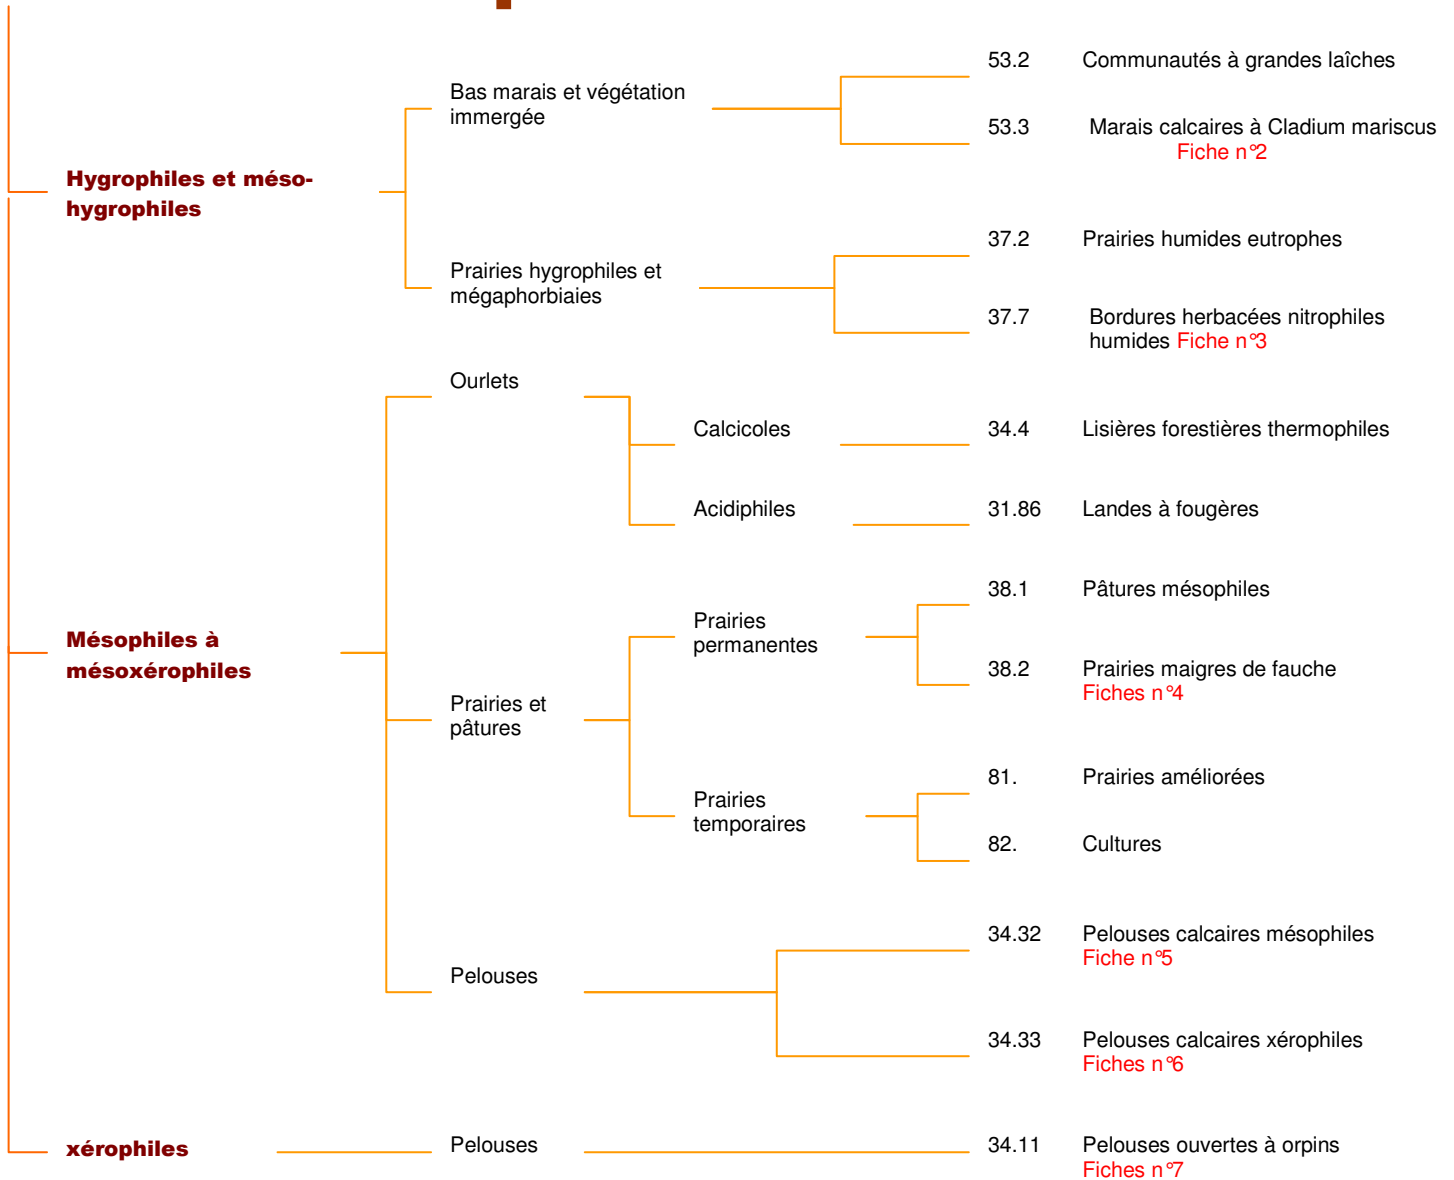 53.2 Communautés à grandes laîches
Bas marais et végétation
immergée
53.3 Marais calcaires à Cladium mariscus
Fiche n°2
Hygrophiles et méso-
hygrophiles
37.2 Prairies humides eutrophes
Prairies hygrophiles et
mégaphorbiaies
37.7 Bordures herbacées nitrophiles
humides Fiche n°3
Ourlets
Calcicoles 34.4 Lisières forestières thermophiles
Acidiphiles 31.86 Landes à fougères
38.1 Pâtures mésophiles
Prairies
permanentes
Mésophiles à
mésoxérophiles
38.2 Prairies maigres de fauche
Fiches n°4
Prairies et
pâtures
81. Prairies améliorées
Prairies
temporaires
82. Cultures
34.32 Pelouses calcaires mésophiles
Fiche n°5
Pelouses
34.33 Pelouses calcaires xérophiles
Fiches n°6
xérophiles Pelouses 34.11 Pelouses ouvertes à orpins
Fiches n°7